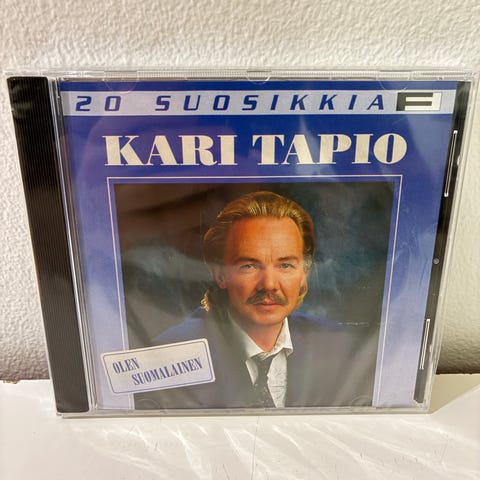 20 SUOSIKKIA F
KARI TAPIO
OLEN
SUOMALAINEN